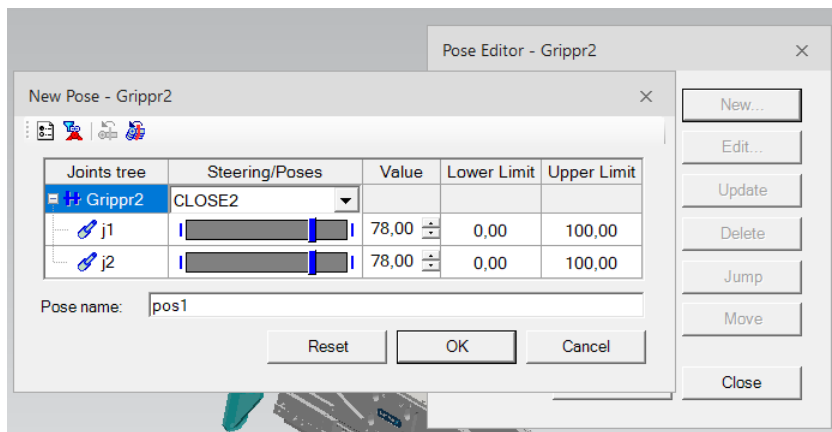 Pose Editor - Grippr2
New Pose - Grippr2
New...
Edit...
Joints tree Steering/Poses Value Lower Limit Upper Limit
Grippr2 CLOSE2
Update
j1 78,00 0,00 100,00
Delete
j2 78,00 0,00 100,00
Jump
Pose name: pos1
Move
Reset OK Cancel
Close